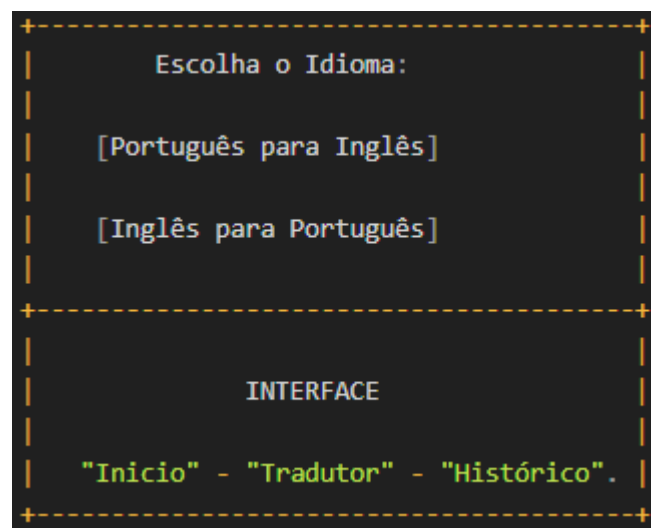 Escolha o Idioma:
[Português para Inglês]
[Inglês para Português]
INTERFACE
"Inicio" - "Tradutor" - "Histórico".